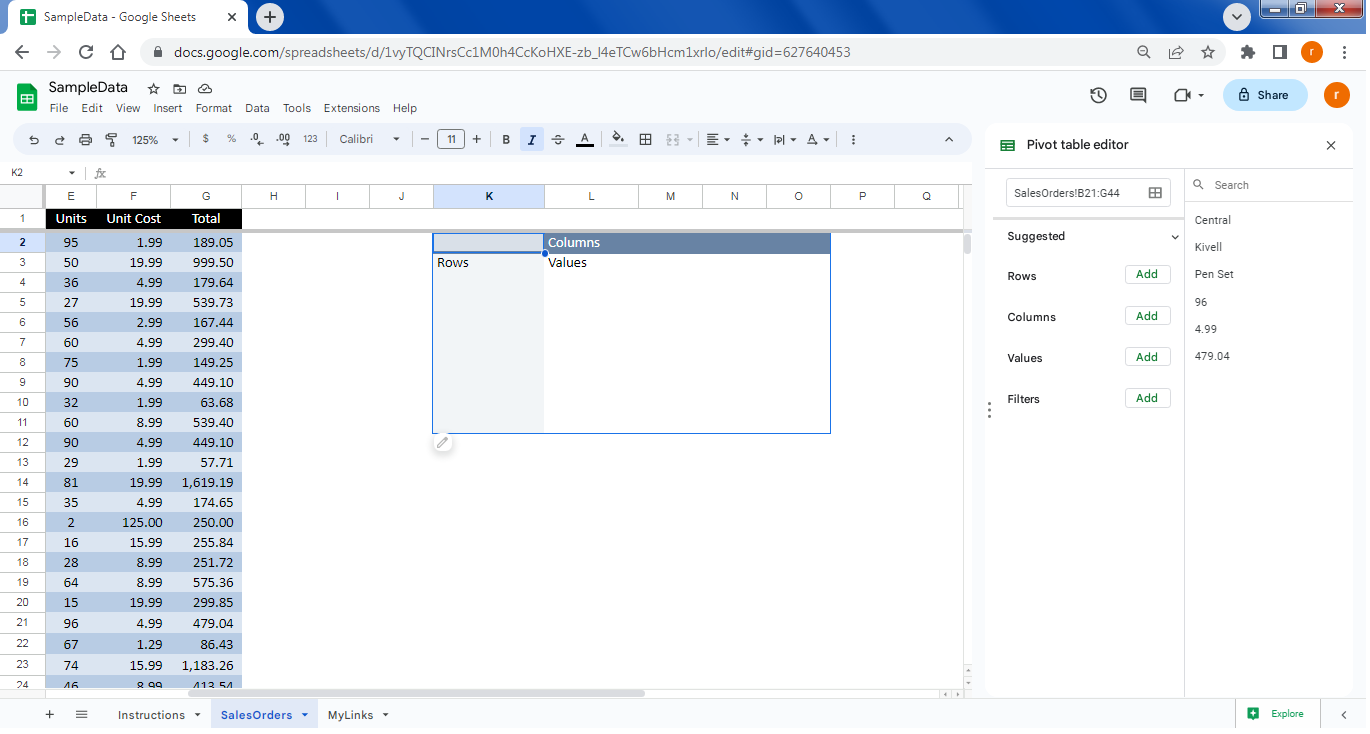 SampleData - Google Sheets
docs.google.com/spreadsheets/d/1vyTQCINrsCc1M0h4CcKoHXE-zb_l4eTCw6bHcm1xrIo/edit#gid=627640453
r
SampleData
File Edit View Insert Format Data Tools Extensions Help
Share
r
125% $ % .0 .00 123 Calibri 11 B I S A
K2 fx
E F G H I J K L M N O P Q
1 Units Unit Cost Total
2 95 1.99 189.05 Columns
3 50 19.99 999.50 Rows Values
4 36 4.99 179.64
5 27 19.99 539.73
6 56 2.99 167.44
7 60 4.99 299.40
8 75 1.99 149.25
9 90 4.99 449.10
10 32 1.99 63.68
11 60 8.99 539.40
12 90 4.99 449.10
13 29 1.99 57.71
14 81 19.99 1,619.19
15 35 4.99 174.65
16 2 125.00 250.00
17 16 15.99 255.84
18 28 8.99 251.72
19 64 8.99 575.36
20 15 19.99 299.85
21 96 4.99 479.04
22 67 1.29 86.43
23 74 15.99 1,183.26
24 46 8.99 413.54
Pivot table editor
SalesOrders!B21:G44
Suggested
Rows Add
Columns Add
Values Add
Filters Add
Search
Central
Kivell
Pen Set
96
4.99
479.04
Instructions SalesOrders MyLinks
Explore